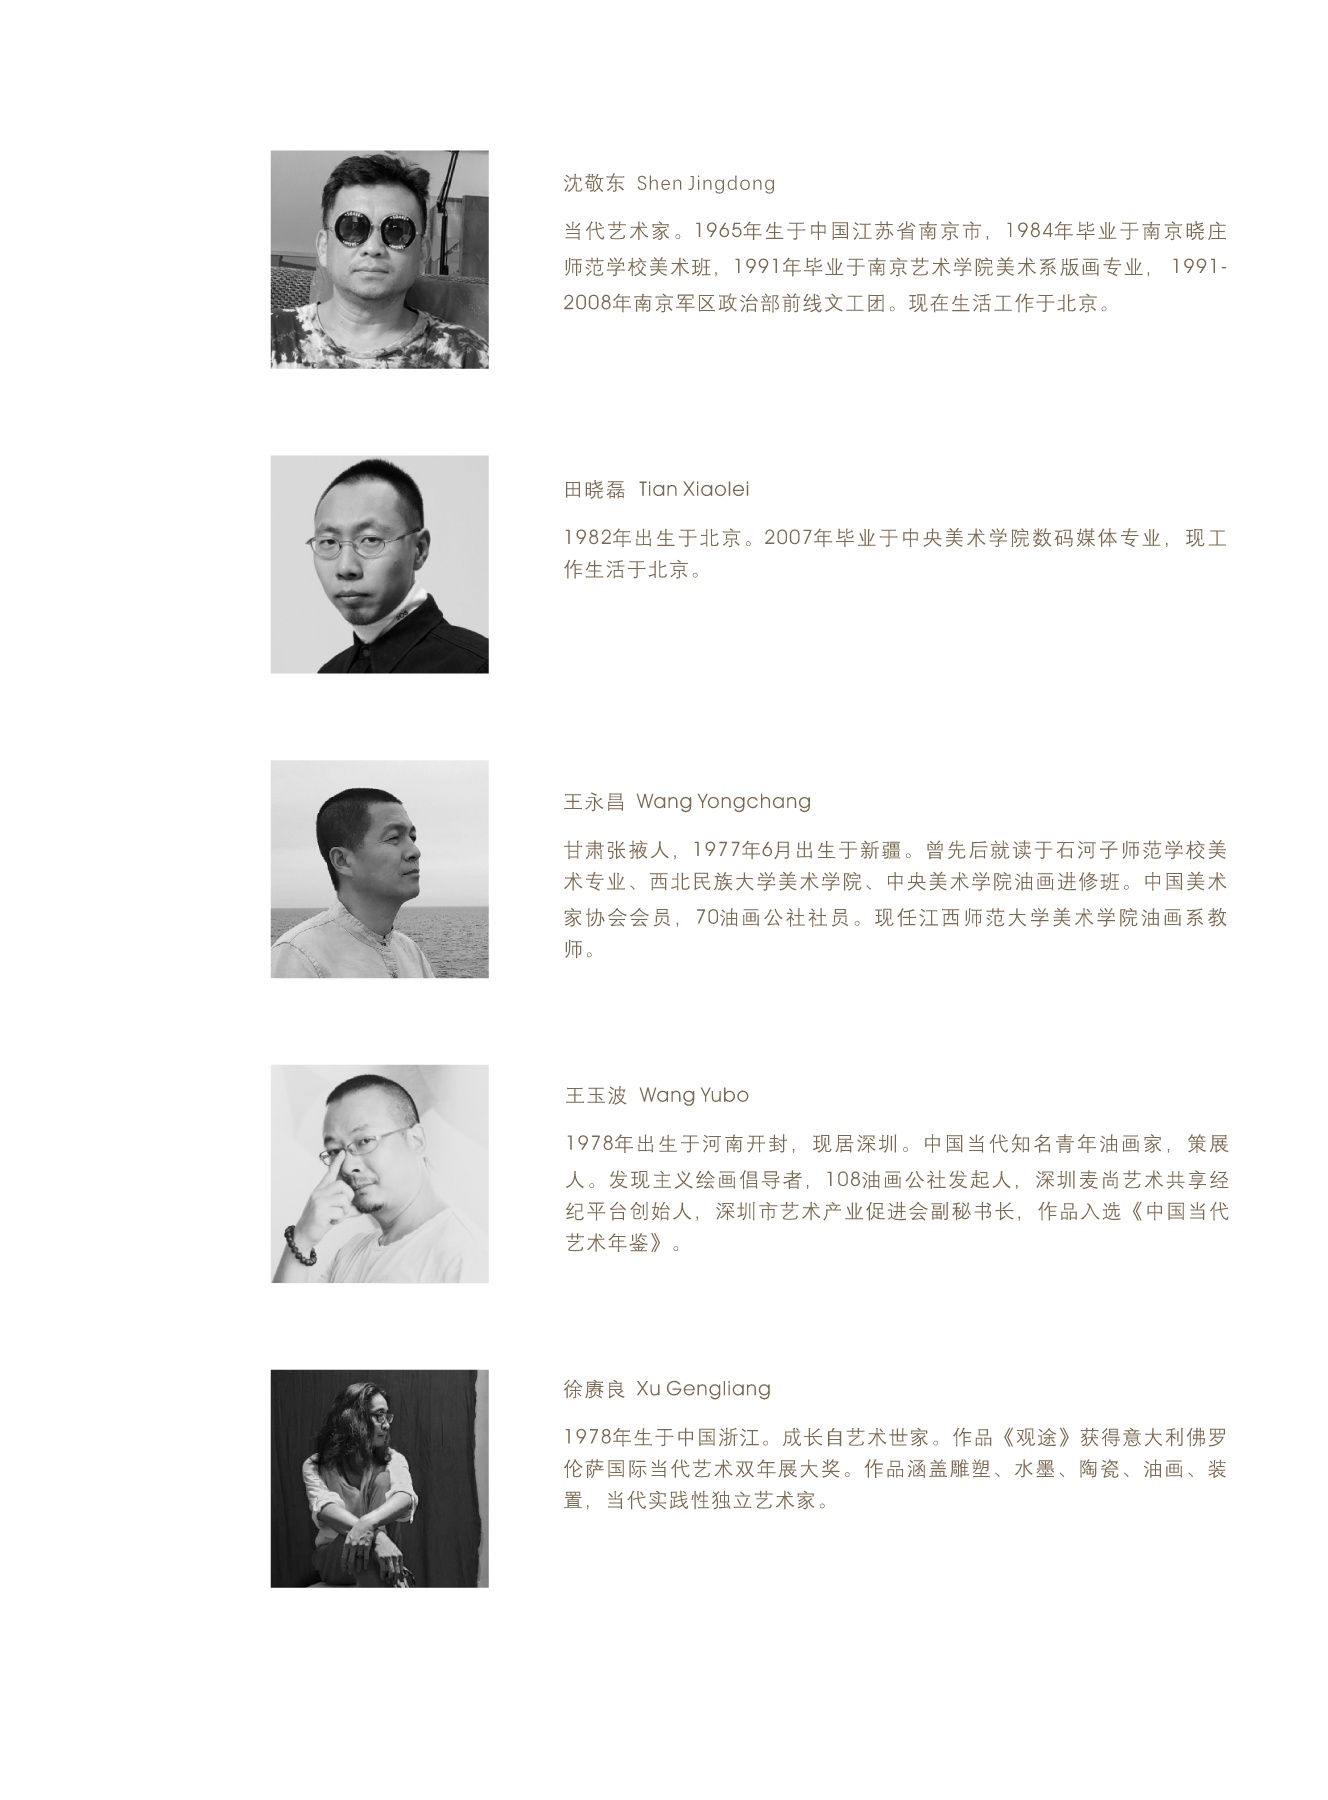 沈敬东 Shen Jingdong
当代艺术家。1965年生于中国江苏省南京市，1984年毕业于南京晓庄
师范学校美术班，1991年毕业于南京艺术学院美术系版画专业， 1991-
2008年南京军区政治部前线文工团。现在生活工作于北京。
田晓磊 Tian Xiaolei
1982年出生于北京。2007年毕业于中央美术学院数码媒体专业，现工
作生活于北京。
王永昌 Wang Yongchang
甘肃张掖人，1977年6月出生于新疆。曾先后就读于石河子师范学校美
术专业、西北民族大学美术学院、中央美术学院油画进修班。中国美术
家协会会员，70油画公社社员。现任江西师范大学美术学院油画系教
师。
王玉波 Wang Yubo
1978年出生于河南开封，现居深圳。中国当代知名青年油画家，策展
人。发现主义绘画倡导者，108油画公社发起人，深圳麦尚艺术共享经
纪平台创始人，深圳市艺术产业促进会副秘书长，作品入选《中国当代
艺术年鉴》。
徐赓良 Xu Gengliang
1978年生于中国浙江。成长自艺术世家。作品《观途》获得意大利佛罗
伦萨国际当代艺术双年展大奖。作品涵盖雕塑、水墨、陶瓷、油画、装
置，当代实践性独立艺术家。